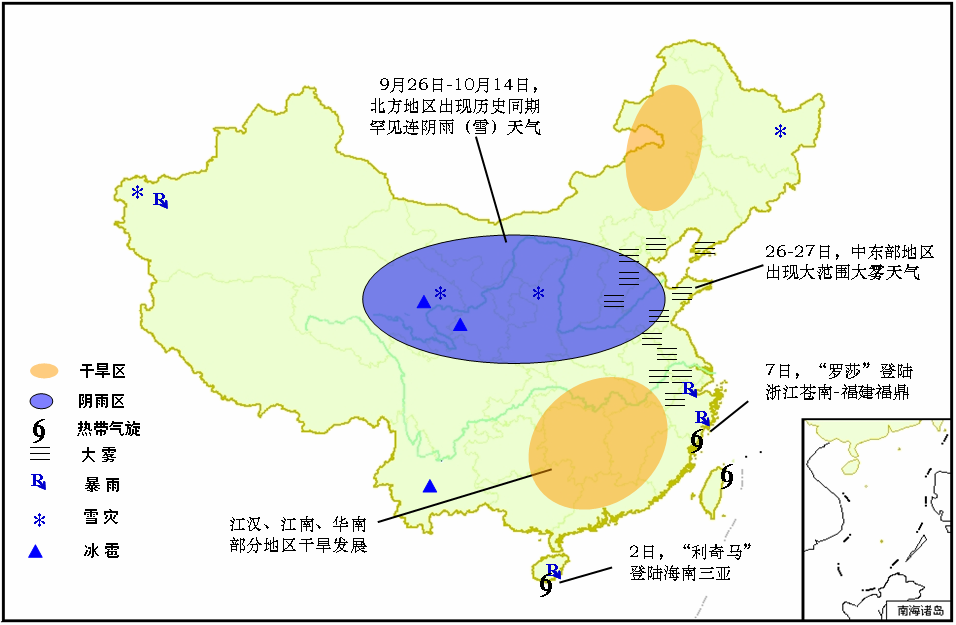 9月26日-10月14日，
北方地区出现历史同期
罕见连阴雨（雪）天气
26-27日，中东部地区
出现大范围大雾天气
7日，“罗莎”登陆
浙江苍南-福建福鼎
干旱区
阴雨区
热带气旋
大雾
暴雨
雪灾
冰雹
江汉、江南、华南
部分地区干旱发展
2日，“利奇马”
登陆海南三亚
南海诸岛